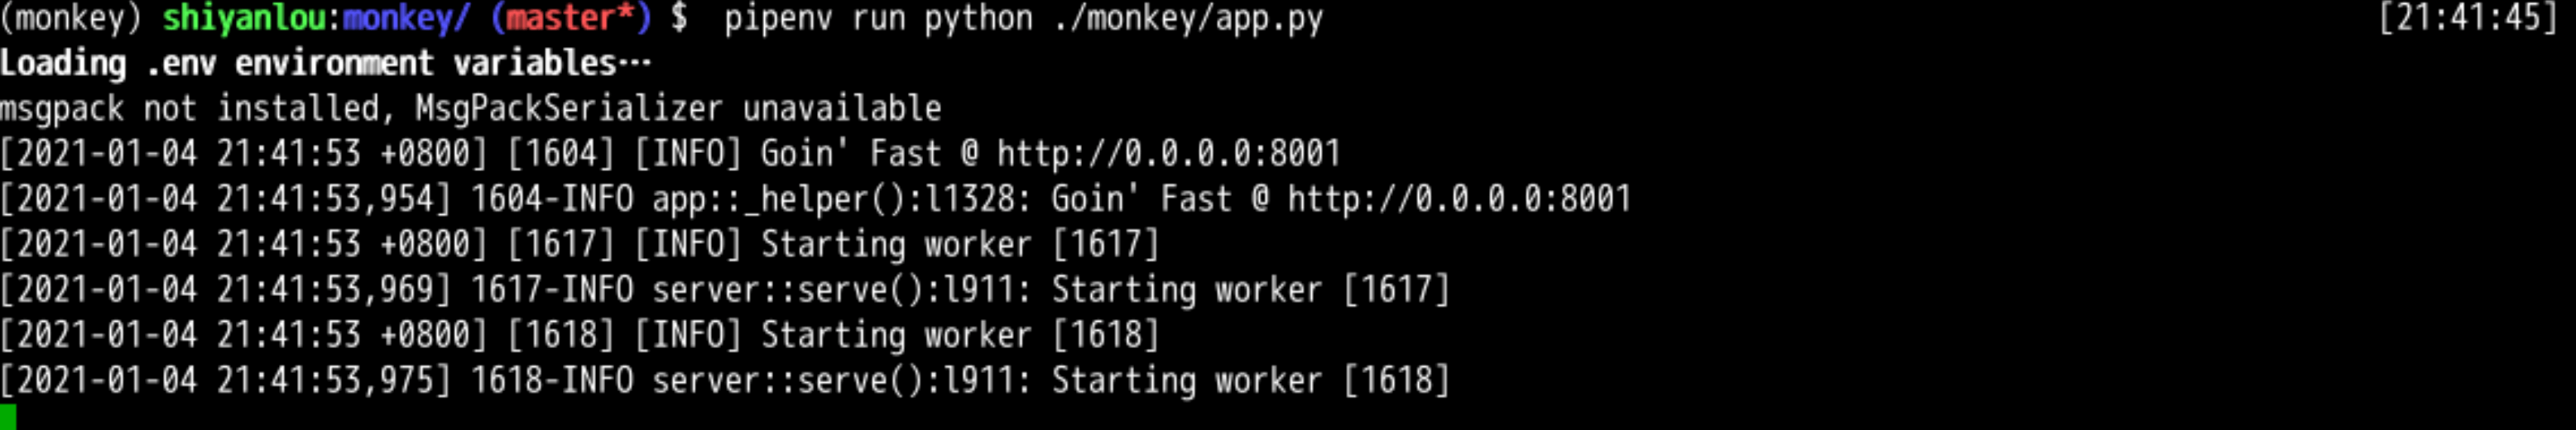 (monkey) shiyanlou:monkey/ (master*) $  pipenv run python ./monkey/app.py [21:41:45]
Loading .env environment variables…
msgpack not installed, MsgPackSerializer unavailable
[2021-01-04 21:41:53 +0800] [1604] [INFO] Goin' Fast @ http://0.0.0.0:8001
[2021-01-04 21:41:53,954] 1604-INFO app::_helper():l1328: Goin' Fast @ http://0.0.0.0:8001
[2021-01-04 21:41:53 +0800] [1617] [INFO] Starting worker [1617]
[2021-01-04 21:41:53,969] 1617-INFO server::serve():l911: Starting worker [1617]
[2021-01-04 21:41:53 +0800] [1618] [INFO] Starting worker [1618]
[2021-01-04 21:41:53,975] 1618-INFO server::serve():l911: Starting worker [1618]